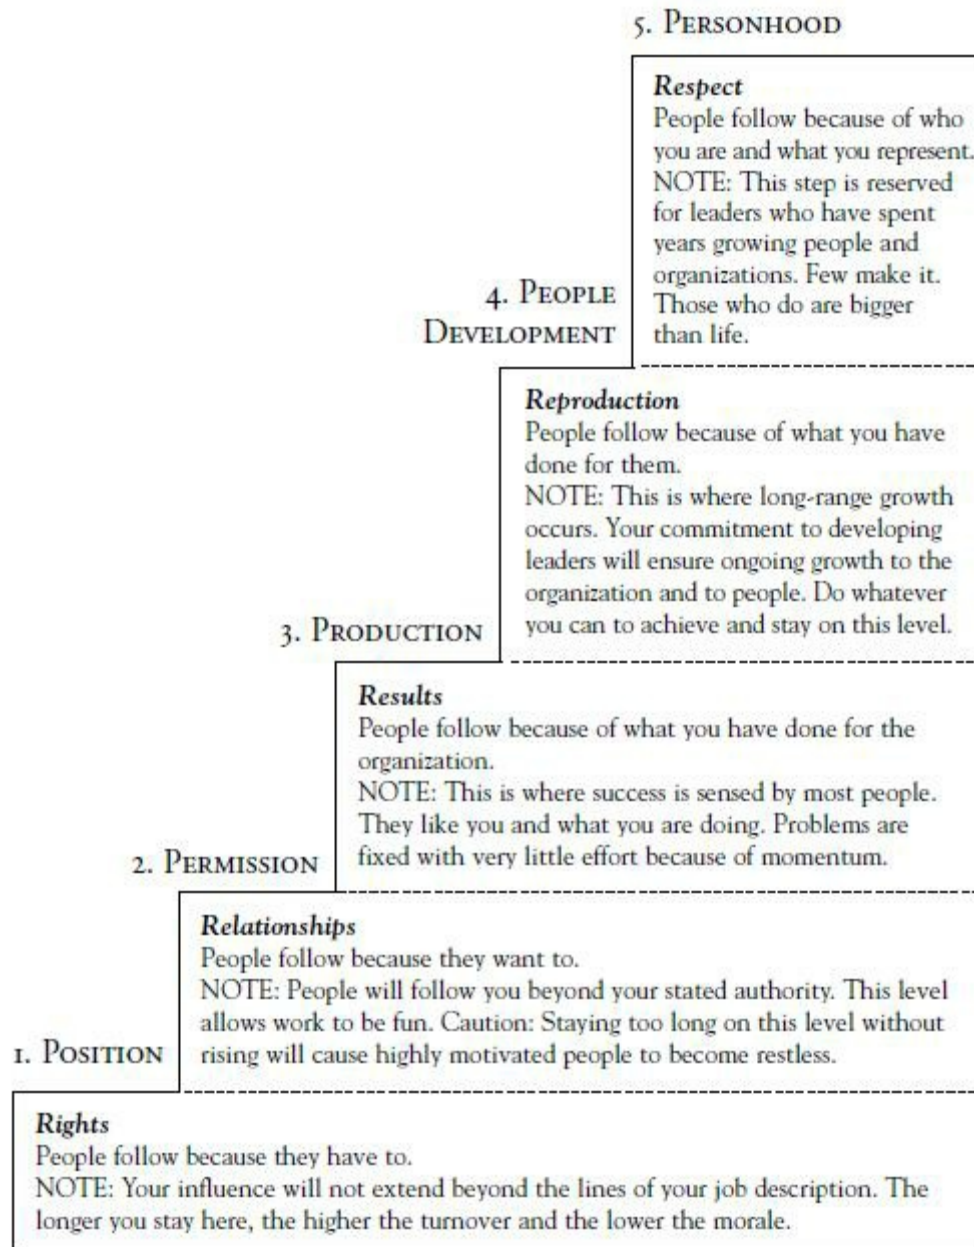 5. PERSONHOOD
Respect
People follow because of who
you are and what you represent.
NOTE: This step is reserved
for leaders who have spent
years growing people and
organizations. Few make it.
Those who do are bigger
than life.
4. PEOPLE
DEVELOPMENT
Reproduction
People follow because of what you have
done for them.
NOTE: This is where long-range growth
occurs. Your commitment to developing
leaders will ensure ongoing growth to the
organization and to people. Do whatever
you can to achieve and stay on this level.
3. PRODUCTION
Results
People follow because of what you have done for the
organization.
NOTE: This is where success is sensed by most people.
They like you and what you are doing. Problems are
fixed with very little effort because of momentum.
2. PERMISSION
Relationships
People follow because they want to.
NOTE: People will follow you beyond your stated authority. This level
allows work to be fun. Caution: Staying too long on this level without
rising will cause highly motivated people to become restless.
1. POSITION
Rights
People follow because they have to.
NOTE: Your influence will not extend beyond the lines of your job description. The
longer you stay here, the higher the turnover and the lower the morale.